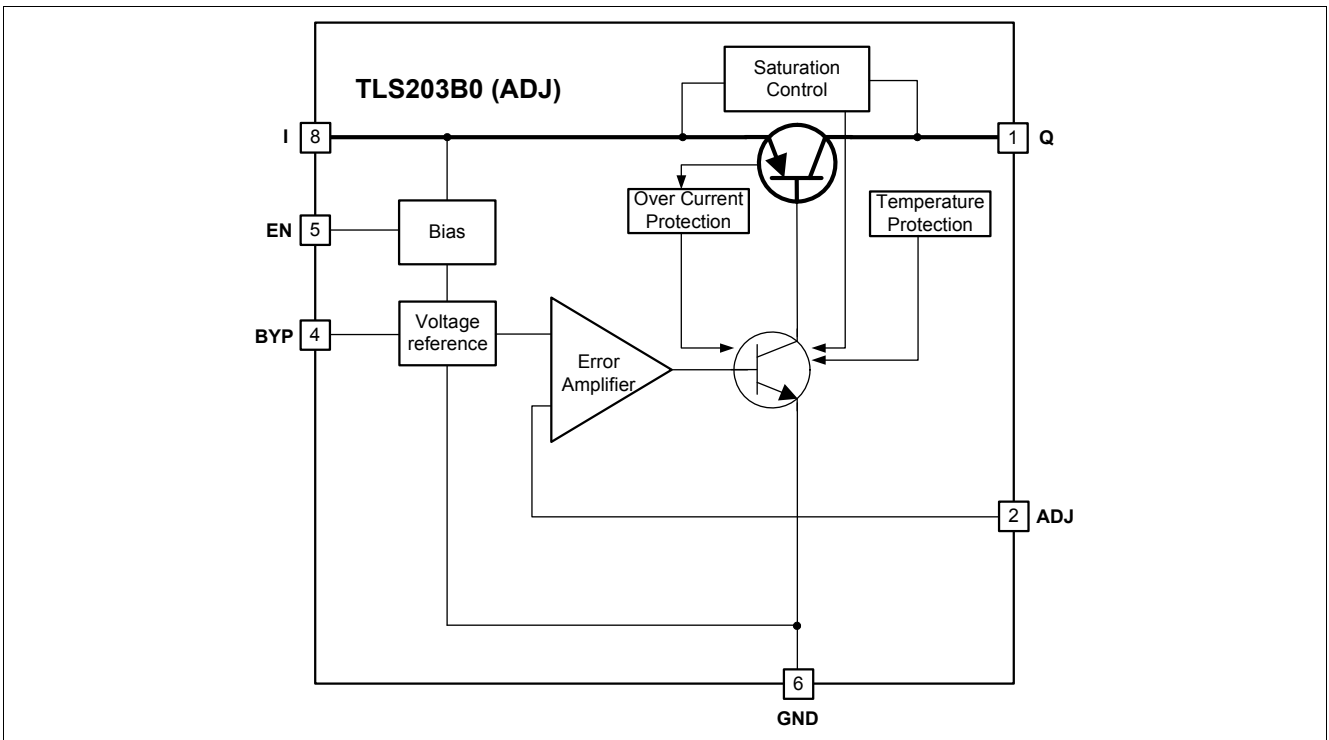 TLS203B0 (ADJ)
Saturation
Control
I
8
1
Q
Over Current
Protection
Temperature
Protection
EN
5
Bias
BYP
4
Voltage
reference
Error
Amplifier
2
ADJ
6
GND